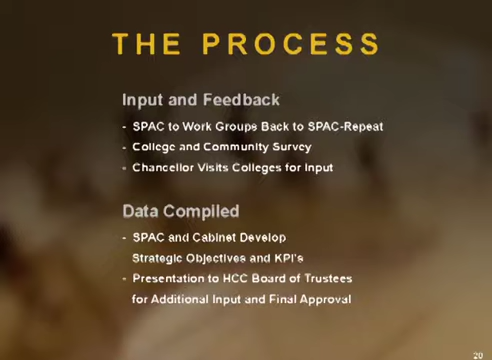 THE PROCESS
Input and Feedback
- SPAC to Work Groups Back to SPAC-Repeat
- College and Community Survey
- Chancellor Visits Colleges for Input
Data Compiled
- SPAC and Cabinet Develop
Strategic Objectives and KPI's
- Presentation to HCC Board of Trustees
for Additional Input and Final Approval
20